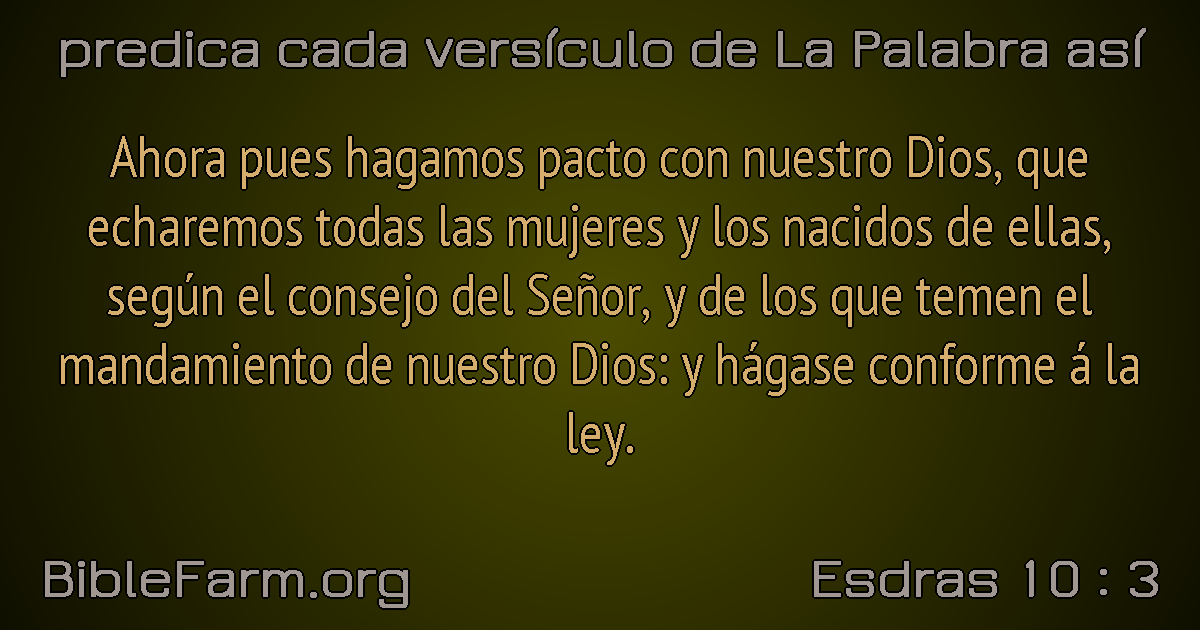 predica cada versículo de La Palabra así
Ahora pues hagamos pacto con nuestro Dios, que
echaremos todas las mujeres y los nacidos de ellas,
según el consejo del Señor, y de los que temen el
mandamiento de nuestro Dios: y hágase conforme á la
ley.
BibleFarm.org
Esdras 10 : 3